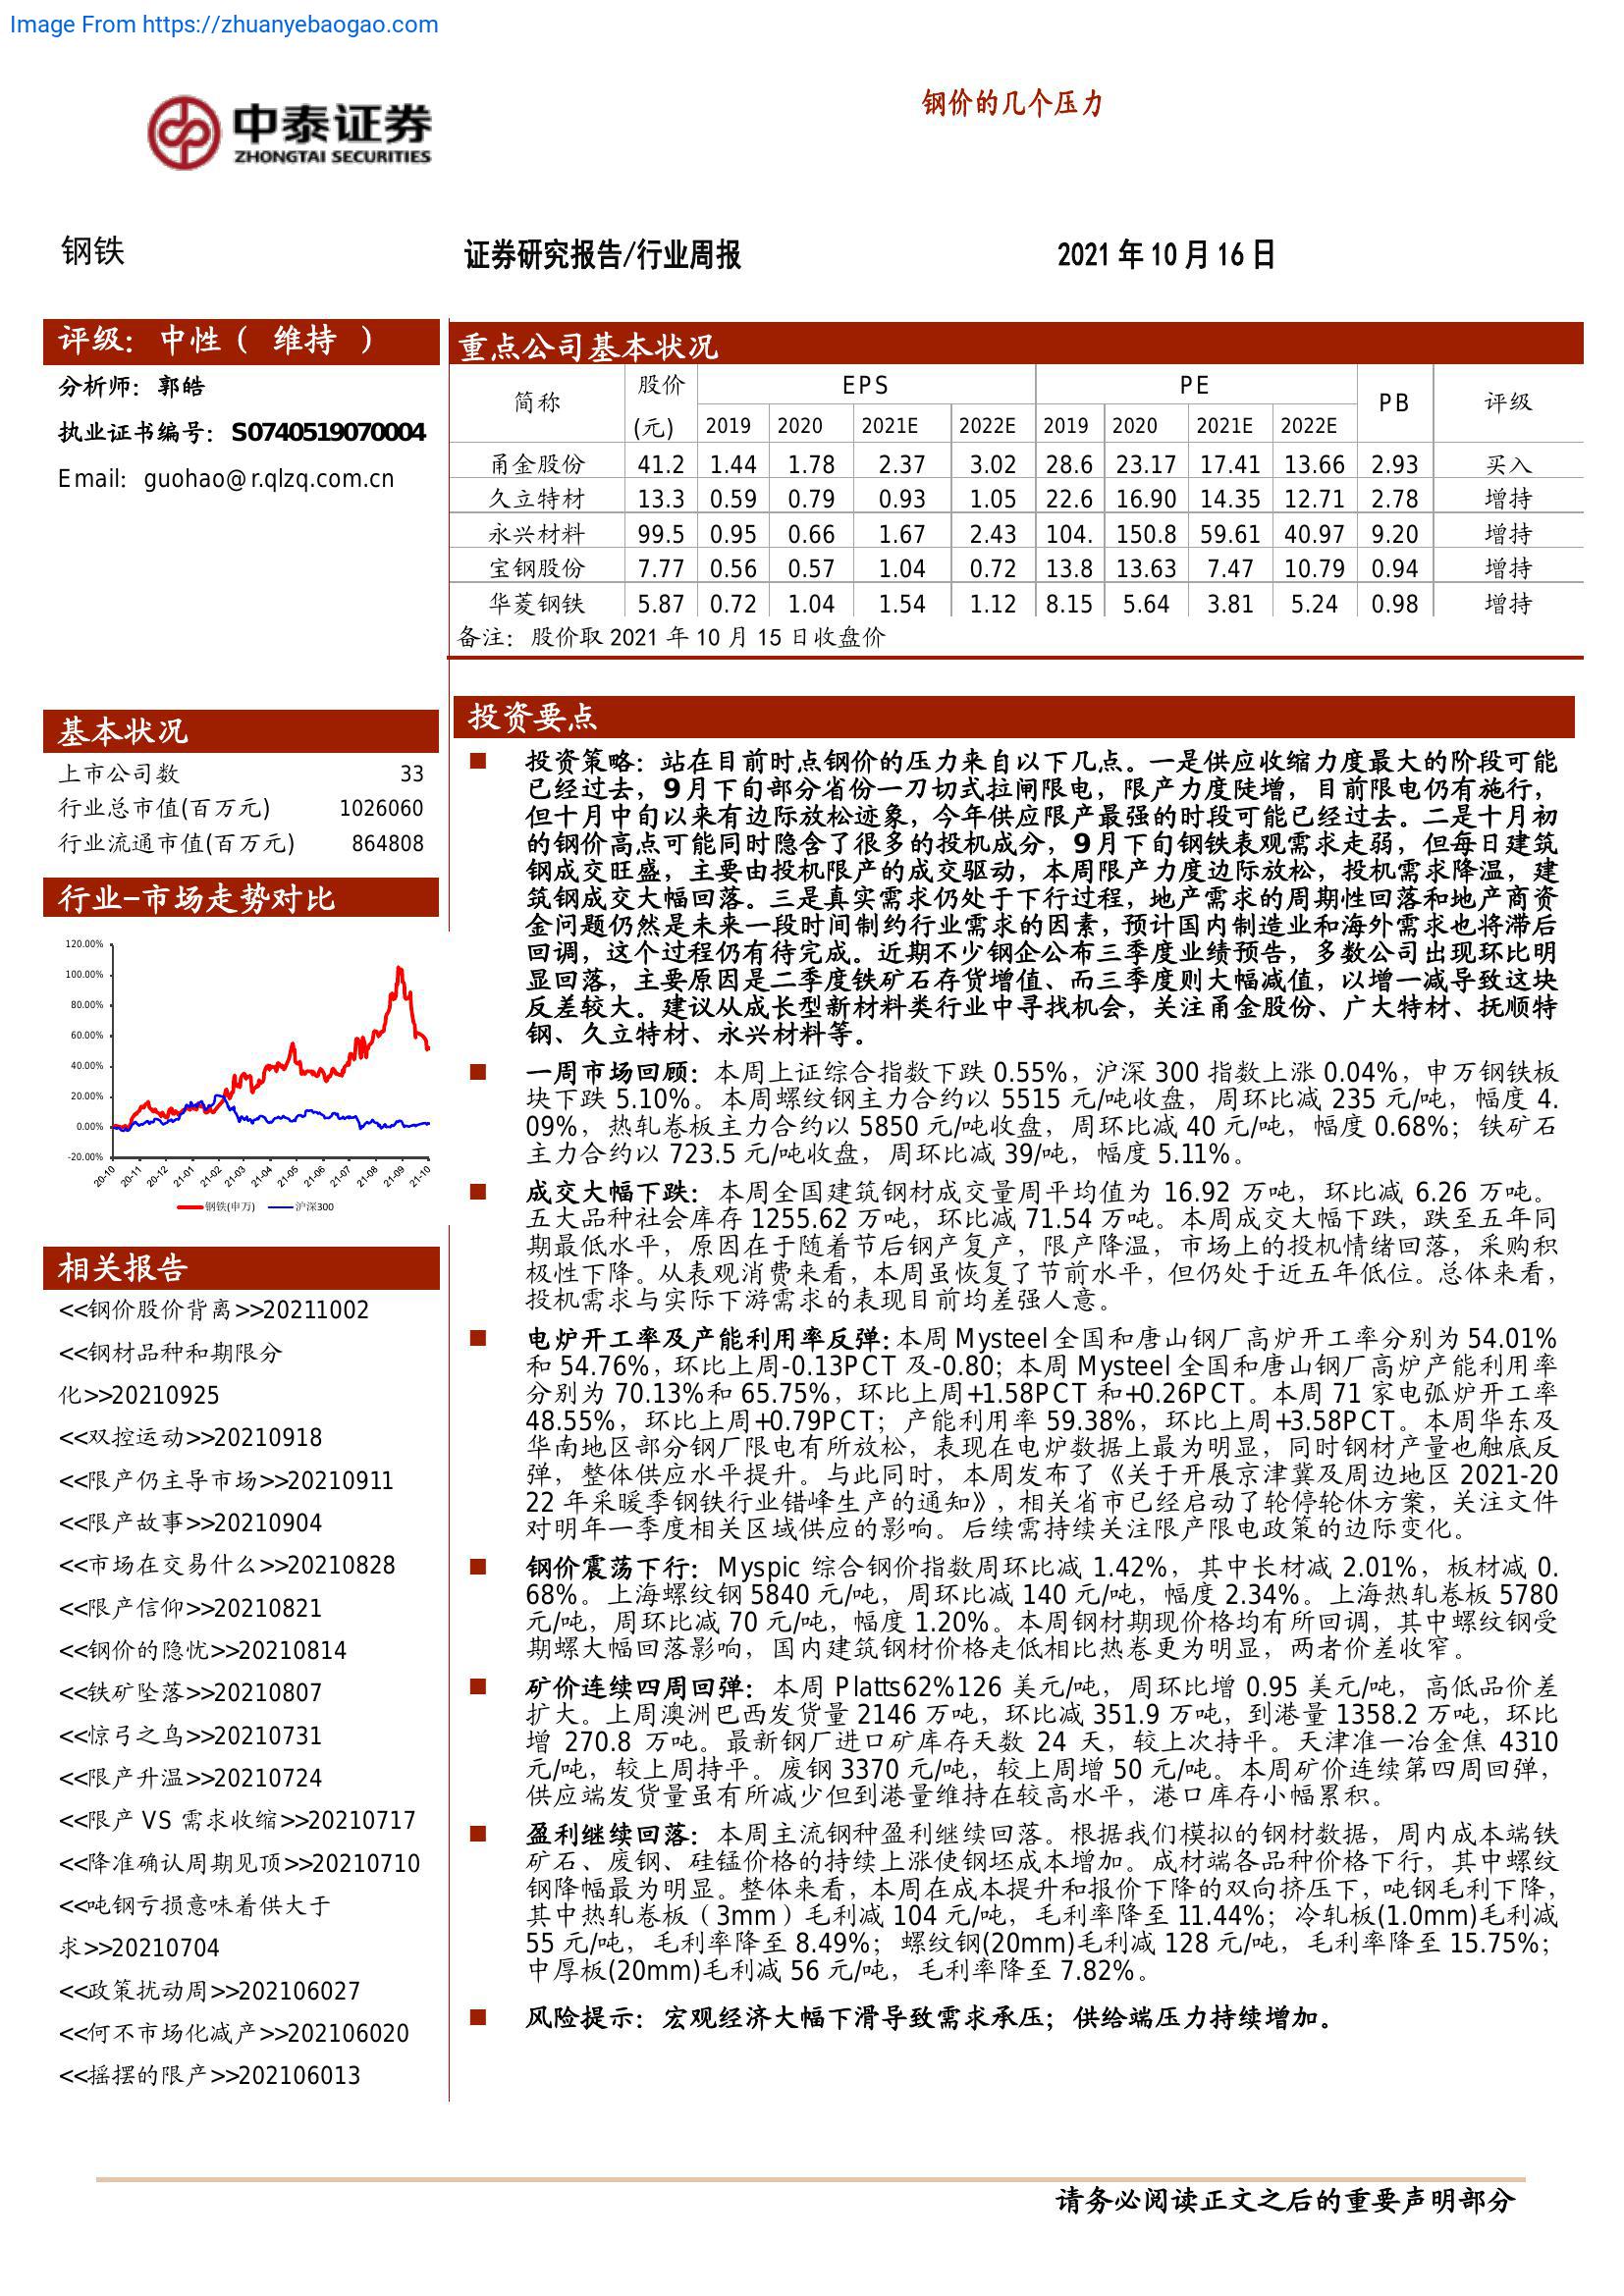 Image From https://zhuanyebaogao.com
钢价的几个压力
中泰证券
ZHONGTAI SECURITIES
钢铁
证券研究报告/行业周报
2021 年 10 月 16 日
评级：中性（ 维持 ）
分析师：郭皓
执业证书编号：S0740519070004
Email: guohao@r.qlzq.com.cn
重点公司基本状况
简称 股价 EPS PE PB 评级
(元) 2019 2020 2021E 2022E 2019 2020 2021E 2022E
甬金股份 41.2 1.44 1.78 2.37 3.02 28.6 23.17 17.41 13.66 2.93 买入
久立特材 13.3 0.59 0.79 0.93 1.05 22.6 16.90 14.35 12.71 2.78 增持
永兴材料 99.5 0.95 0.66 1.67 2.43 104. 150.8 59.61 40.97 9.20 增持
宝钢股份 7.77 0.56 0.57 1.04 0.72 13.8 13.63 7.47 10.79 0.94 增持
华菱钢铁 5.87 0.72 1.04 1.54 1.12 8.15 5.64 3.81 5.24 0.98 增持
备注：股价取 2021 年 10 月 15 日收盘价
基本状况
上市公司数 33
行业总市值(百万元) 1026060
行业流通市值(百万元) 864808
行业-市场走势对比
120.00%
100.00%
80.00%
60.00%
40.00%
20.00%
0.00%
-20.00%
20-10 20-11 20-12 21-01 21-02 21-03 21-04 21-05 21-06 21-07 21-08 21-09 21-10
钢铁(申万) 沪深300
相关报告
<<钢价股价背离>>20211002
<<钢材品种和期限分
化>>20210925
<<双控运动>>20210918
<<限产仍主导市场>>20210911
<<限产故事>>20210904
<<市场在交易什么>>20210828
<<限产信仰>>20210821
<<钢价的隐忧>>20210814
<<铁矿坠落>>20210807
<<惊弓之鸟>>20210731
<<限产升温>>20210724
<<限产 VS 需求收缩>>20210717
<<降准确认周期见顶>>20210710
<<吨钢亏损意味着供大于
求>>20210704
<<政策扰动周>>202106027
<<何不市场化减产>>202106020
<<摇摆的限产>>202106013
投资要点
■ 投资策略：站在目前时点钢价的压力来自以下几点。一是供应收缩力度最大的阶段可能
已经过去，9月下旬部分省份一刀切式拉闸限电，限产力度陡增，目前限电仍有施行，
但十月中旬以来有边际放松迹象，今年供应限产最强的时段可能已经过去。二是十月初
的钢价高点可能同时隐含了很多的投机成分，9月下旬钢铁表观需求走弱，但每日建筑
钢成交旺盛，主要由投机限产的成交驱动，本周限产力度边际放松，投机需求降温，建
筑钢成交大幅回落。三是真实需求仍处于下行过程，地产需求的周期性回落和地产商资
金问题仍然是未来一段时间制约行业需求的因素，预计国内制造业和海外需求也将滞后
回调，这个过程仍有待完成。近期不少钢企公布三季度业绩预告，多数公司出现环比明
显回落，主要原因是二季度铁矿石存货增值、而三季度则大幅减值，以增一减导致这块
反差较大。建议从成长型新材料类行业中寻找机会，关注甬金股份、广大特材、抚顺特
钢、久立特材、永兴材料等。
■ 一周市场回顾：本周上证综合指数下跌 0.55%，沪深 300 指数上涨 0.04%，申万钢铁板
块下跌 5.10%。本周螺纹钢主力合约以 5515 元/吨收盘，周环比减 235 元/吨，幅度 4.
09%，热轧卷板主力合约以 5850 元/吨收盘，周环比减 40 元/吨，幅度 0.68%；铁矿石
主力合约以 723.5 元/吨收盘，周环比减 39/吨，幅度 5.11%。
■ 成交大幅下跌：本周全国建筑钢材成交量周平均值为 16.92 万吨，环比减 6.26 万吨。
五大品种社会库存 1255.62 万吨，环比减 71.54 万吨。本周成交大幅下跌，跌至五年同
期最低水平，原因在于随着节后钢产复产，限产降温，市场上的投机情绪回落，采购积
极性下降。从表观消费来看，本周虽恢复了节前水平，但仍处于近五年低位。总体来看，
投机需求与实际下游需求的表现目前均差强人意。
■ 电炉开工率及产能利用率反弹：本周 Mysteel 全国和唐山钢厂高炉开工率分别为 54.01%
和 54.76%，环比上周-0.13PCT 及-0.80；本周 Mysteel 全国和唐山钢厂高炉产能利用率
分别为 70.13%和 65.75%，环比上周+1.58PCT 和+0.26PCT。本周 71 家电弧炉开工率
48.55%，环比上周+0.79PCT；产能利用率 59.38%，环比上周+3.58PCT。本周华东及
华南地区部分钢厂限电有所放松，表现在电炉数据上最为明显，同时钢材产量也触底反
弹，整体供应水平提升。与此同时，本周发布了《关于开展京津冀及周边地区 2021-20
22 年采暖季钢铁行业错峰生产的通知》，相关省市已经启动了轮停轮休方案，关注文件
对明年一季度相关区域供应的影响。后续需持续关注限产限电政策的边际变化。
■ 钢价震荡下行：Myspic 综合钢价指数周环比减 1.42%，其中长材减 2.01%，板材减 0.
68%。上海螺纹钢 5840 元/吨，周环比减 140 元/吨，幅度 2.34%。上海热轧卷板 5780
元/吨，周环比减 70 元/吨，幅度 1.20%。本周钢材期现价格均有所回调，其中螺纹钢受
期螺大幅回落影响，国内建筑钢材价格走低相比热卷更为明显，两者价差收窄。
■ 矿价连续四周回弹：本周 Platts62%126 美元/吨，周环比增 0.95 美元/吨，高低品价差
扩大。上周澳洲巴西发货量 2146 万吨，环比减 351.9 万吨，到港量 1358.2 万吨，环比
增 270.8 万吨。最新钢厂进口矿库存天数 24 天，较上次持平。天津准一冶金焦 4310
元/吨，较上周持平。废钢 3370 元/吨，较上周增 50 元/吨。本周矿价连续第四周回弹，
供应端发货量虽有所减少但到港量维持在较高水平，港口库存小幅累积。
■ 盈利继续回落：本周主流钢种盈利继续回落。根据我们模拟的钢材数据，周内成本端铁
矿石、废钢、硅锰价格的持续上涨使钢坯成本增加。成材端各品种价格下行，其中螺纹
钢降幅最为明显。整体来看，本周在成本提升和报价下降的双向挤压下，吨钢毛利下降，
其中热轧卷板（3mm）毛利减 104 元/吨，毛利率降至 11.44%；冷轧板(1.0mm)毛利减
55 元/吨，毛利率降至 8.49%；螺纹钢(20mm)毛利减 128 元/吨，毛利率降至 15.75%；
中厚板(20mm)毛利减 56 元/吨，毛利率降至 7.82%。
■ 风险提示：宏观经济大幅下滑导致需求承压；供给端压力持续增加。
请务必阅读正文之后的重要声明部分